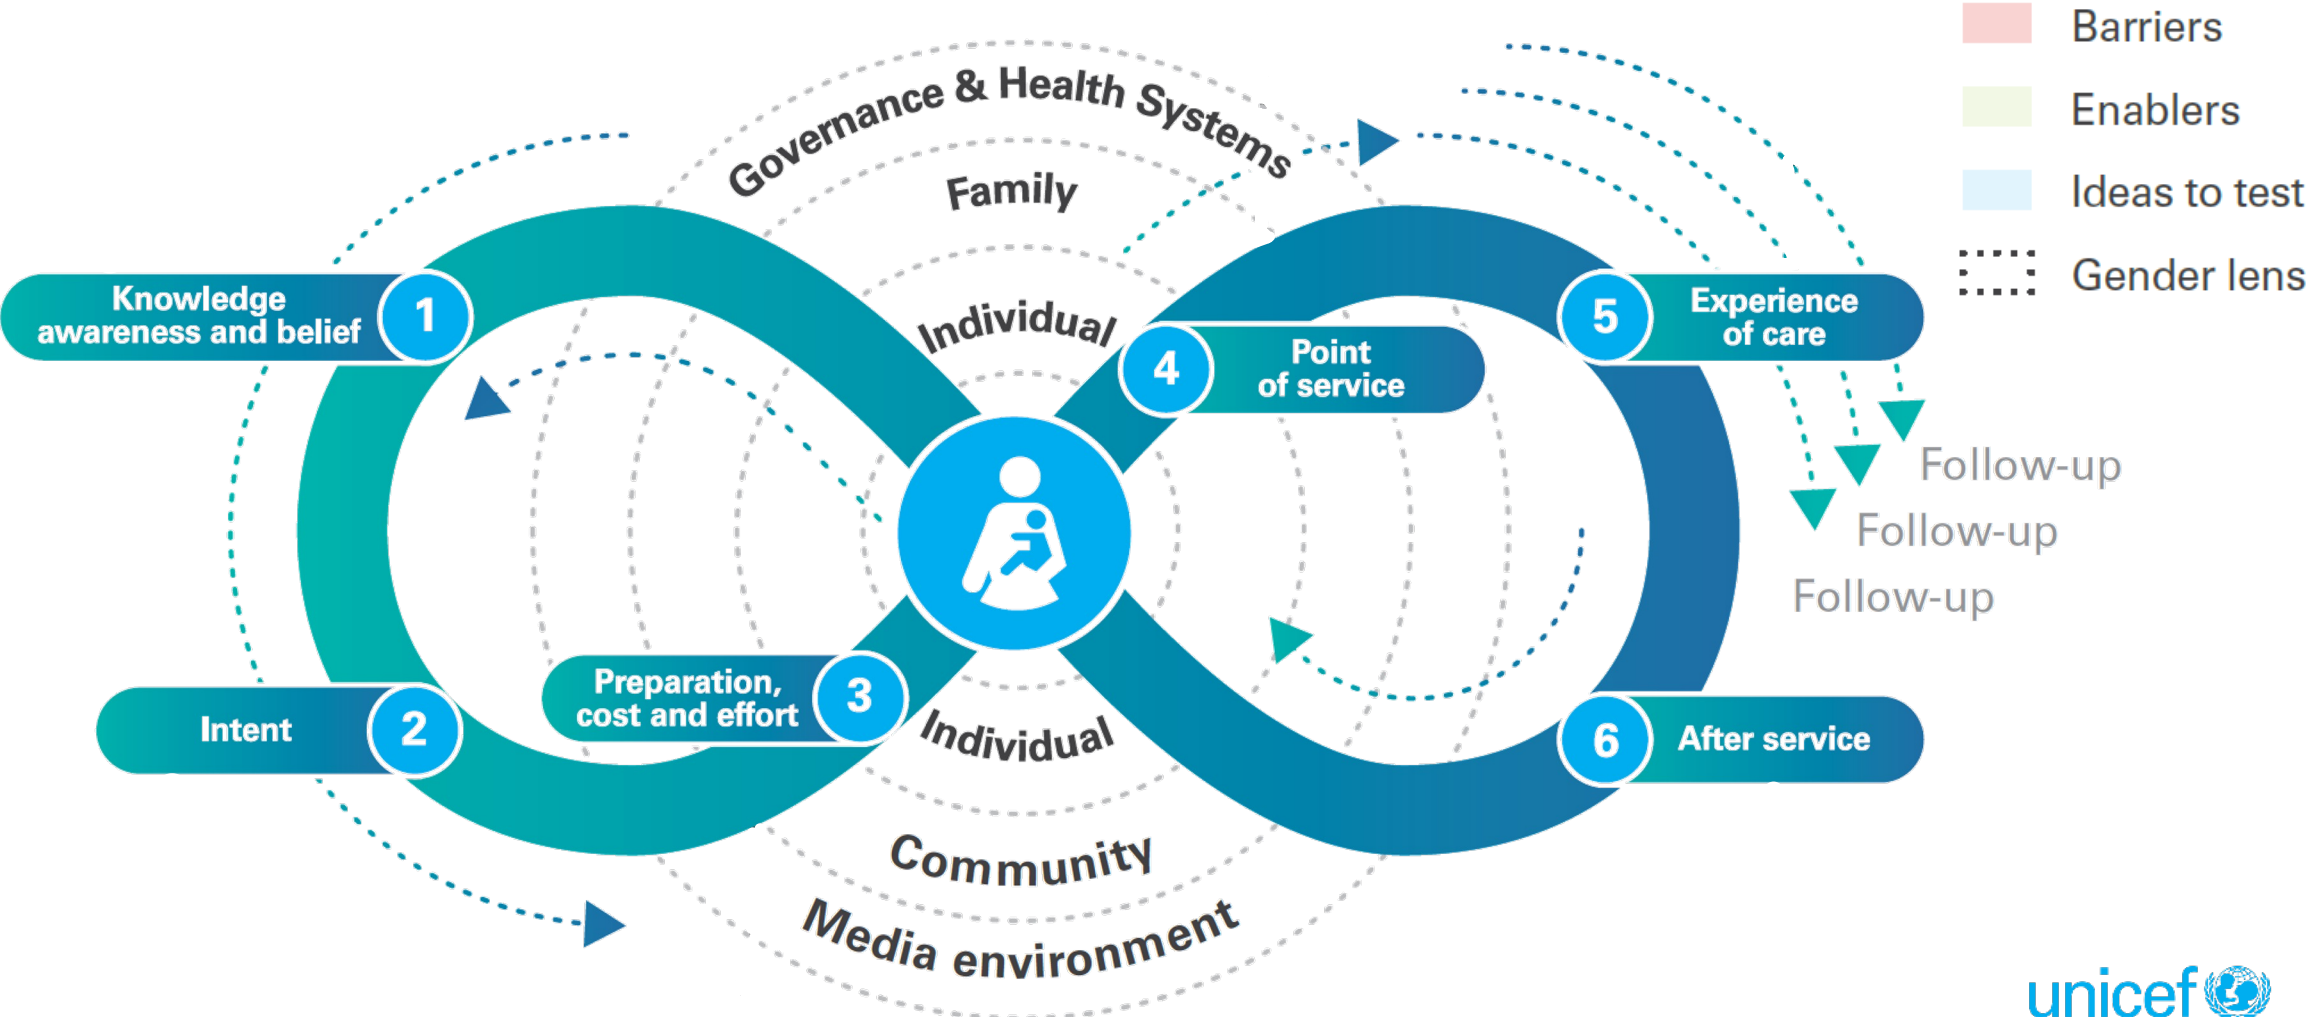 Governance & Health Systems
Family
Individual
Knowledge
awareness and belief
1
4
Point
of service
5
Experience
of care
Barriers
Enablers
Ideas to test
Gender lens
Follow-up
Follow-up
Follow-up
Intent
2
Preparation,
cost and effort
3
6
After service
Individual
Community
Media environment
unicef